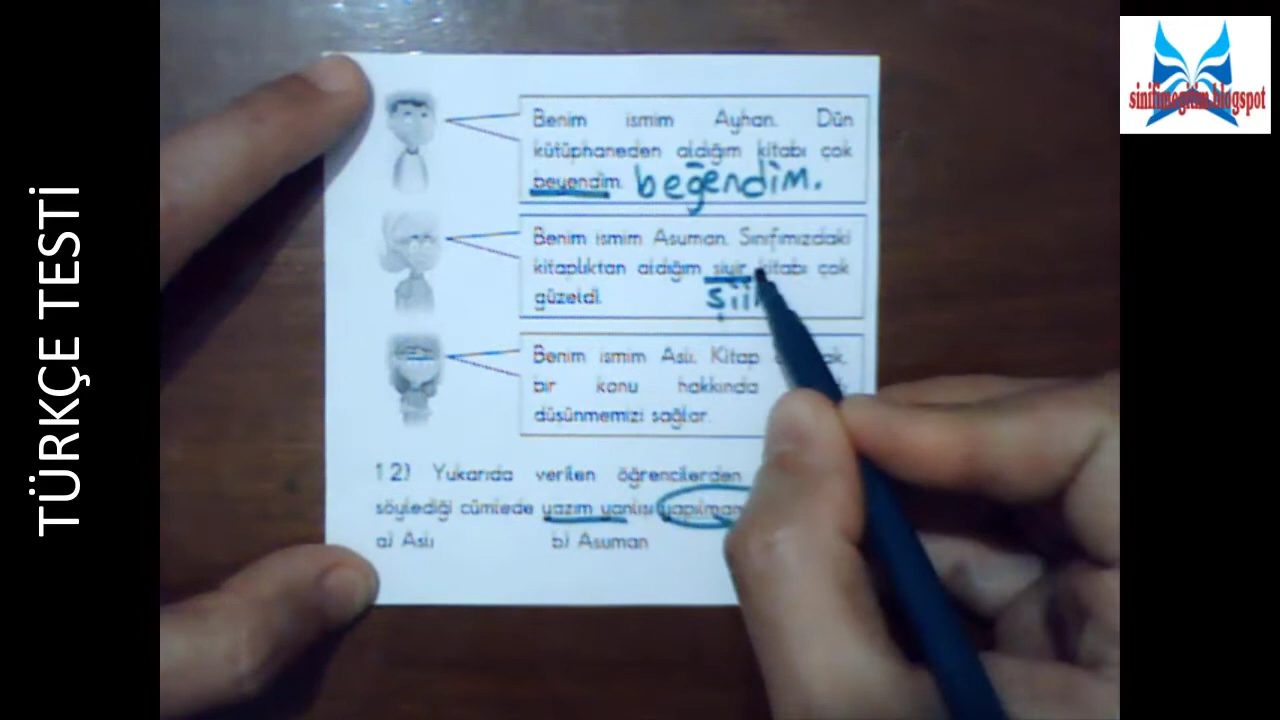 TÜRKÇE TESTİ
sinifimegitim.blogspot
Benim ismim Ayhan. Dün
kütüphaneden aldığım kitabı çok
beyendim. beğendim.
Benim ismim Asuman. Sınıfımızdaki
kitaplıktan aldığım siyir kitabı çok
güzeldi.
şii
Benim ismim Aslı. Kitap
bir konu hakkında
düşünmemizi sağlar.
12) Yukarıda verilen öğrencilerden
söylediği cümlede yazım yanlışı
a) Aslı b) Asuman